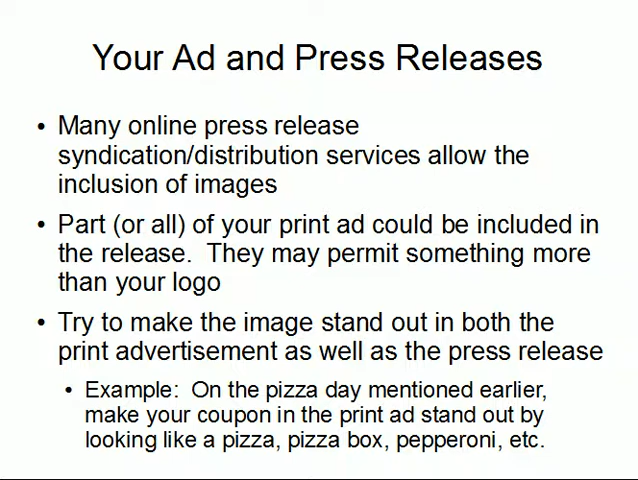 Your Ad and Press Releases
• Many online press release
syndication/distribution services allow the
inclusion of images
• Part (or all) of your print ad could be included in
the release.  They may permit something more
than your logo
• Try to make the image stand out in both the
print advertisement as well as the press release
• Example:  On the pizza day mentioned earlier,
make your coupon in the print ad stand out by
looking like a pizza, pizza box, pepperoni, etc.